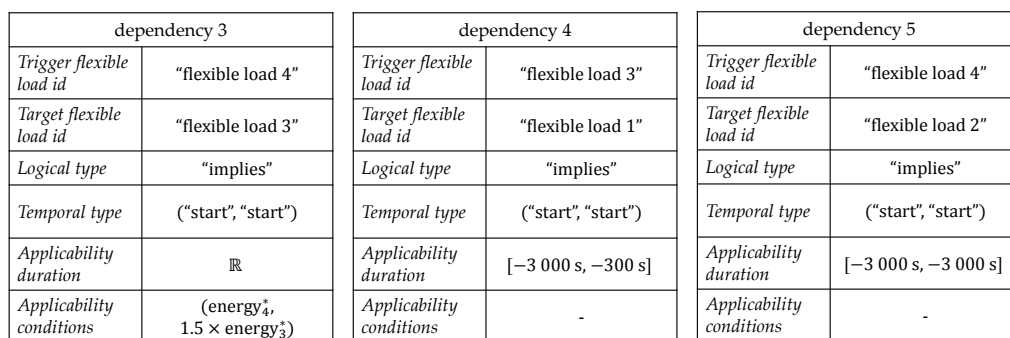 dependency 3
Trigger flexible load id
“flexible load 4”
Target flexible load id
“flexible load 3”
Logical type
“implies”
Temporal type
(“start”, “start”)
Applicability duration
ℝ
Applicability conditions
(energy₄*,
1.5 × energy₃*)
dependency 4
Trigger flexible load id
“flexible load 3”
Target flexible load id
“flexible load 1”
Logical type
“implies”
Temporal type
(“start”, “start”)
Applicability duration
[−3 000 s, −300 s]
Applicability conditions
-
dependency 5
Trigger flexible load id
“flexible load 4”
Target flexible load id
“flexible load 2”
Logical type
“implies”
Temporal type
(“start”, “start”)
Applicability duration
[−3 000 s, −3 000 s]
Applicability conditions
-